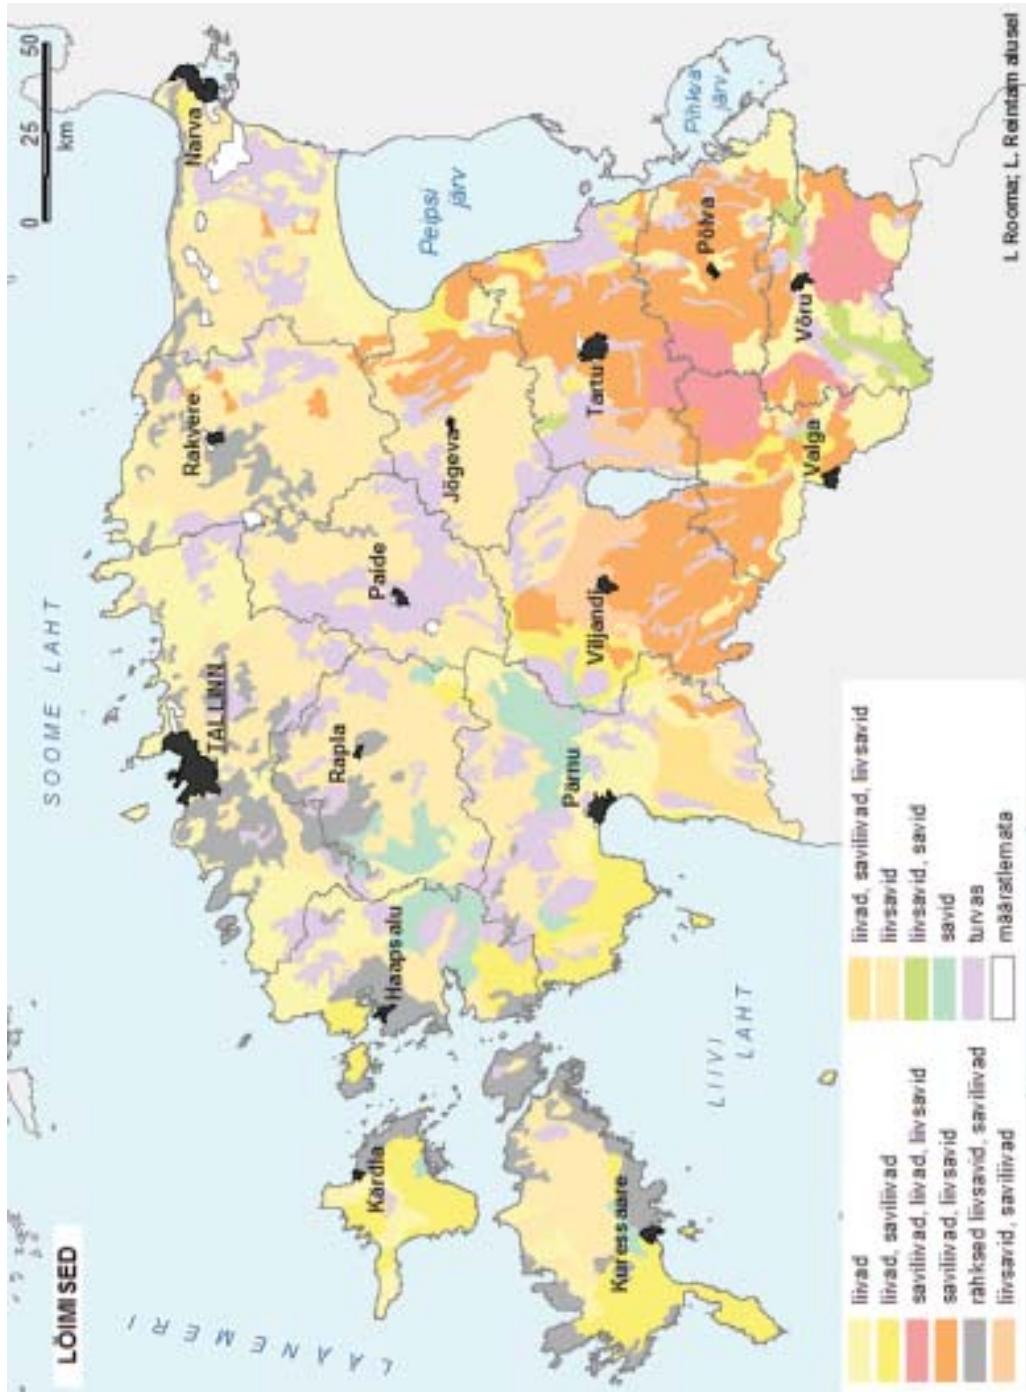 LÕIMISED
SOOME LAHT
0 25 50
km
LÄÄNEMERI
Narva
TALLINN
Rakvere
Rapla
Paide
Haapsalu
Kärdla
Jõgeva
Peipsi
järv
Pihkva
järv
Kuressaare
Pärnu
Viljandi
Tartu
Põlva
Valga
Võru
LIIVI
LAHT
liivad
liivad, saviliivad
saviliivad, liivad, liivsavid
saviliivad, liivsavid
rähksed liivsavid, saviliivad
liivsavid, saviliivad
liivad, saviliivad, liivsavid
liivsavid
liivsavid, savid
savid
turvas
määratlemata
I. Rooma; L. Reintam alusel